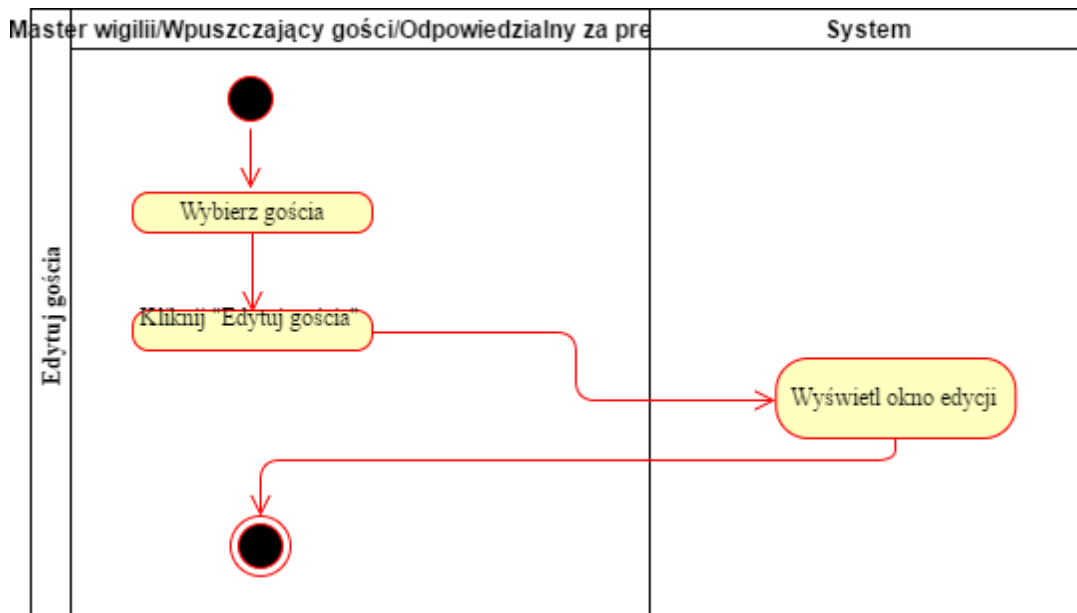 Master wigilii/Wpuszczający gości/Odpowiedzialny za pre
System
Edytuj gościa
Wybierz gościa
Kliknij "Edytuj gościa"
Wyświetl okno edycji